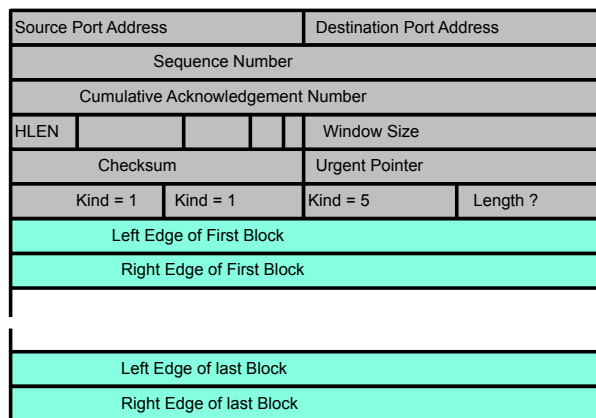 Source Port Address Destination Port Address
Sequence Number
Cumulative Acknowledgement Number
HLEN Window Size
Checksum Urgent Pointer
Kind = 1 Kind = 1 Kind = 5 Length ?
Left Edge of First Block
Right Edge of First Block
Left Edge of last Block
Right Edge of last Block